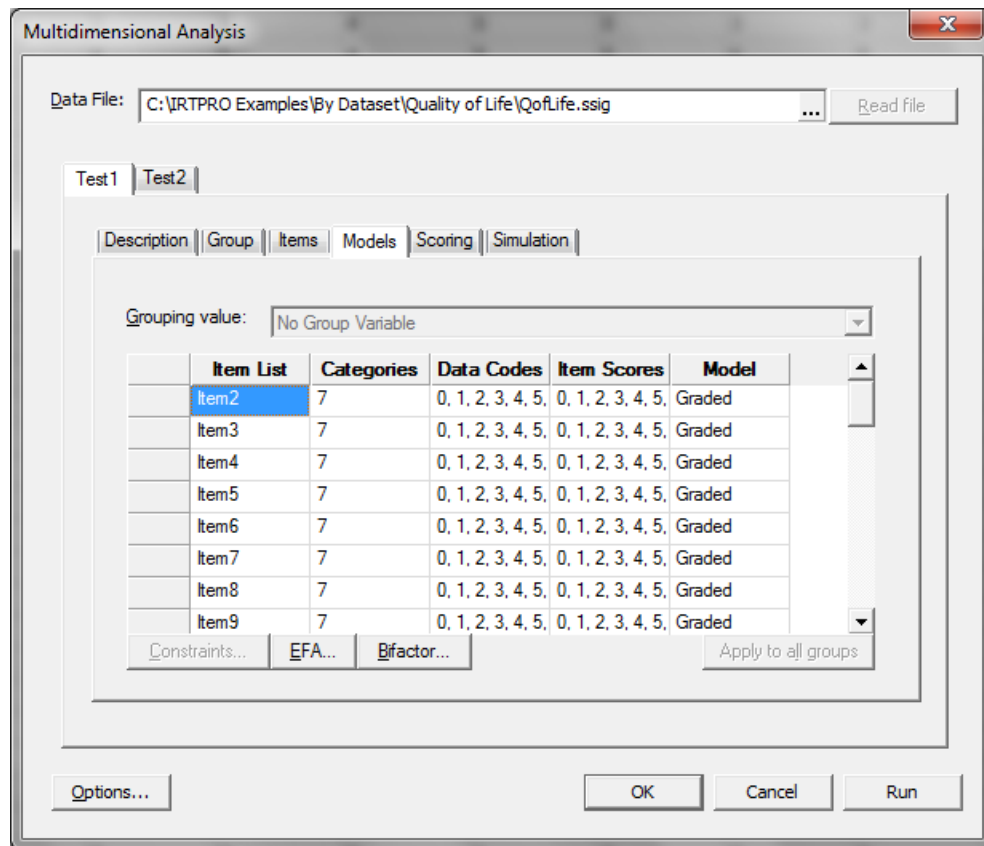 Multidimensional Analysis
Data File: C:\IRTPRO Examples\By Dataset\Quality of Life\QofLife.ssig ... Read file
Test1 Test2
Description Group Items Models Scoring Simulation
Grouping value: No Group Variable
Item List Categories Data Codes Item Scores Model
Item2 7 0, 1, 2, 3, 4, 5, 0, 1, 2, 3, 4, 5, Graded
Item3 7 0, 1, 2, 3, 4, 5, 0, 1, 2, 3, 4, 5, Graded
Item4 7 0, 1, 2, 3, 4, 5, 0, 1, 2, 3, 4, 5, Graded
Item5 7 0, 1, 2, 3, 4, 5, 0, 1, 2, 3, 4, 5, Graded
Item6 7 0, 1, 2, 3, 4, 5, 0, 1, 2, 3, 4, 5, Graded
Item7 7 0, 1, 2, 3, 4, 5, 0, 1, 2, 3, 4, 5, Graded
Item8 7 0, 1, 2, 3, 4, 5, 0, 1, 2, 3, 4, 5, Graded
Item9 7 0, 1, 2, 3, 4, 5, 0, 1, 2, 3, 4, 5, Graded
Constraints... EFA... Bifactor... Apply to all groups
Options... OK Cancel Run